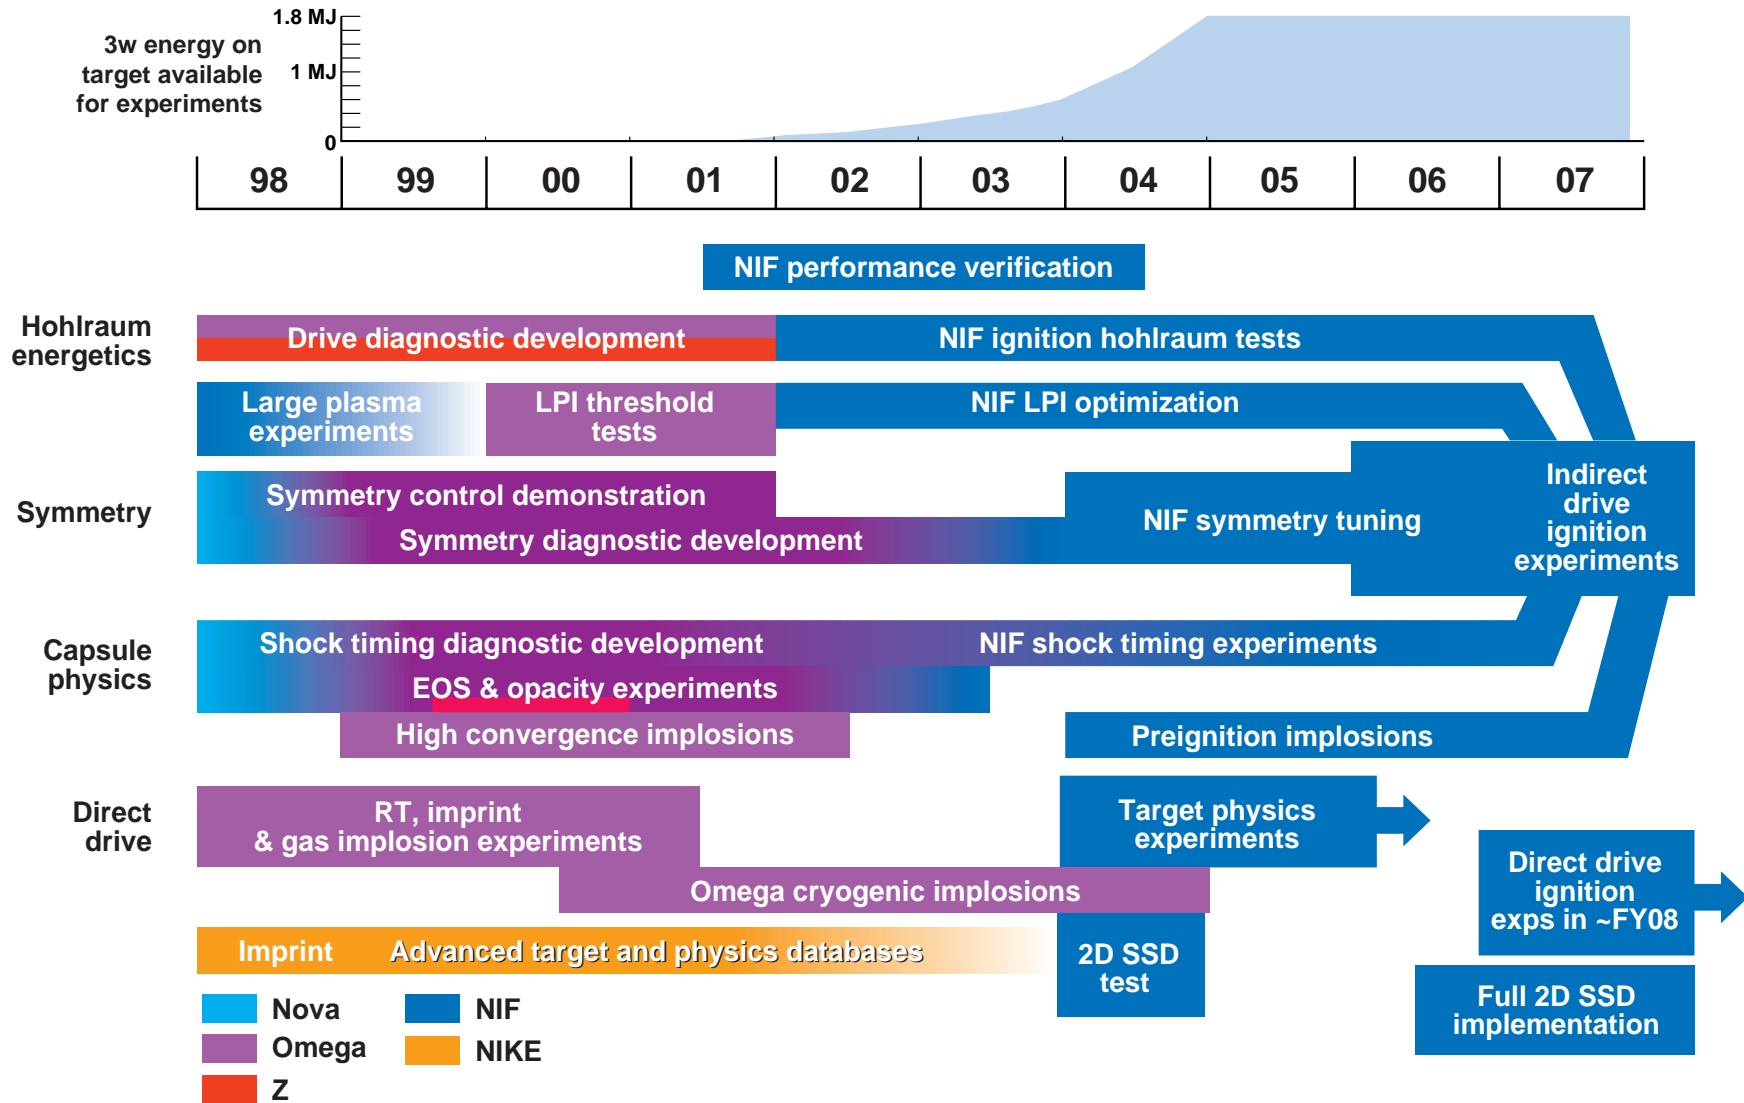 1.8 MJ
3w energy on
target available
for experiments
1 MJ
0
98 99 00 01 02 03 04 05 06 07
NIF performance verification
Hohlraum
energetics
Drive diagnostic development
NIF ignition hohlraum tests
Large plasma
experiments
LPI threshold
tests
NIF LPI optimization
Symmetry
Symmetry control demonstration
Symmetry diagnostic development
NIF symmetry tuning
Indirect
drive
ignition
experiments
Capsule
physics
Shock timing diagnostic development
NIF shock timing experiments
EOS & opacity experiments
High convergence implosions
Preignition implosions
Direct
drive
RT, imprint
& gas implosion experiments
Target physics
experiments
Omega cryogenic implosions
Direct drive
ignition
exps in ~FY08
Imprint
Advanced target and physics databases
2D SSD
test
Full 2D SSD
implementation
Nova
Omega
Z
NIF
NIKE